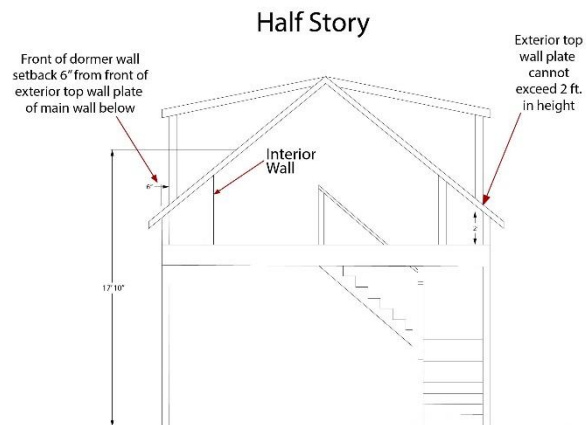 Half Story
Front of dormer wall
setback 6" from front of
exterior top wall plate
of main wall below
Exterior top
wall plate
cannot
exceed 2 ft.
in height
Interior
Wall
6"
2'
17'10"